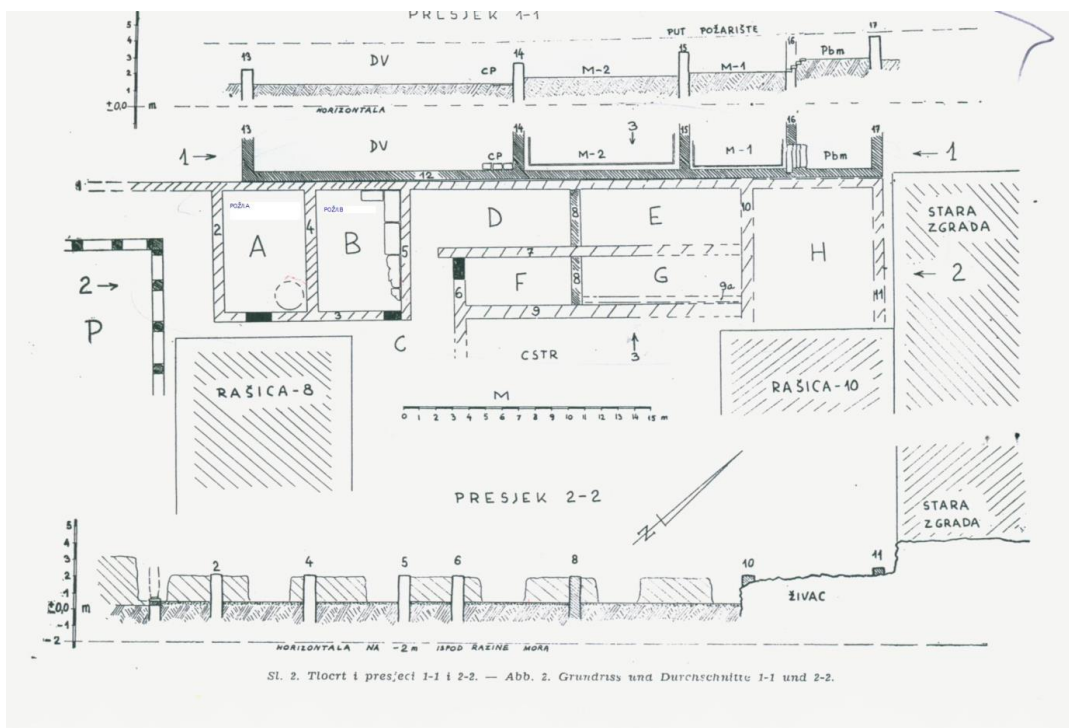 PRESJEK 1-1
5
4
3
2
1
±0,0 m
13
DV
CP
14
M-2
15
M-1
16
Pbm
17
PUT POŽARIŠTE
HORIZONTALA
1
13
DV
12
CP
14
3
M-2
15
M-1
16
Pbm
17
1
2
POŽ/A
A
4
POŽ/B
B
5
D
8
E
10
H
11
STARA
ZGRADA
7
6
F
8
G
9a
9
2
P
2
3
C
CSTR
3
RAŠICA-8
RAŠICA-10
M
0 1 2 3 4 5 6 7 8 9 10 11 12 13 14 15 m
PRESJEK 2-2
N
STARA
ZGRADA
5
4
3
2
1
±0,0 m
-1
-2
2
4
5
6
8
10
11
ŽIVAC
HORIZONTALA NA -2 m ISPOD RAZINE MORA
Sl. 2. Tlocrt i presjeci 1-1 i 2-2. — Abb. 2. Grundriss und Durchschnitte 1-1 und 2-2.